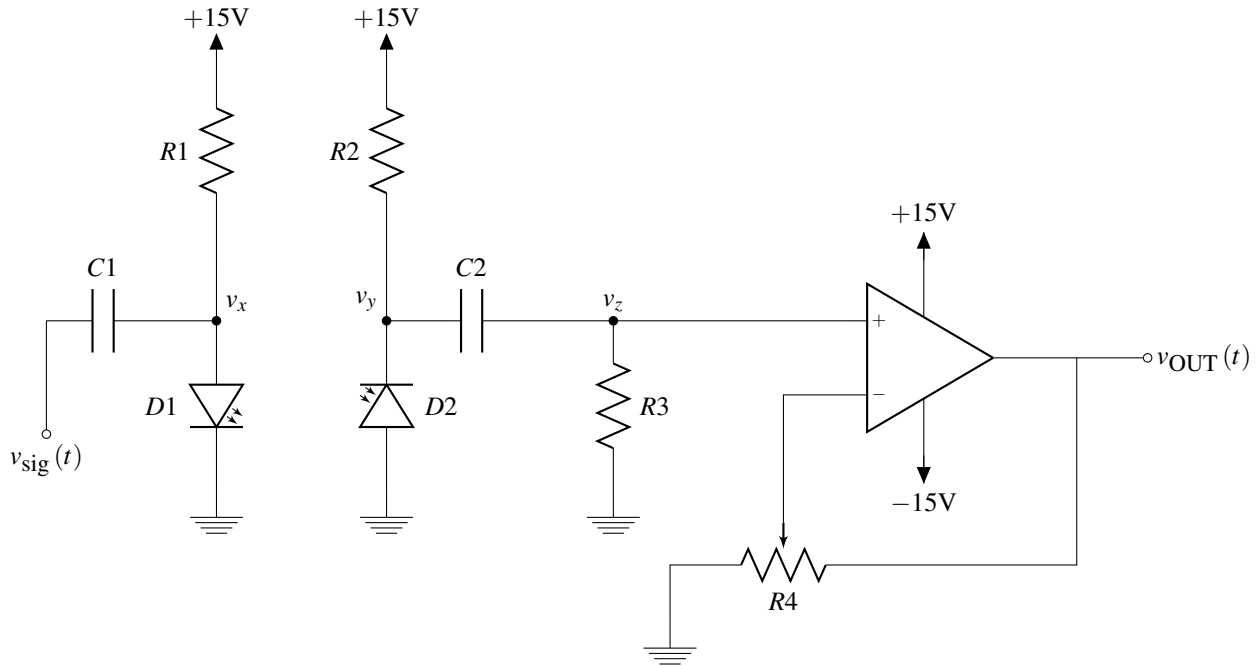 +15V
+15V
R1
R2
+15V
C1
C2
v_x
v_y
v_z
+
D1
D2
R3
−
v_OUT(t)
v_sig(t)
−15V
R4